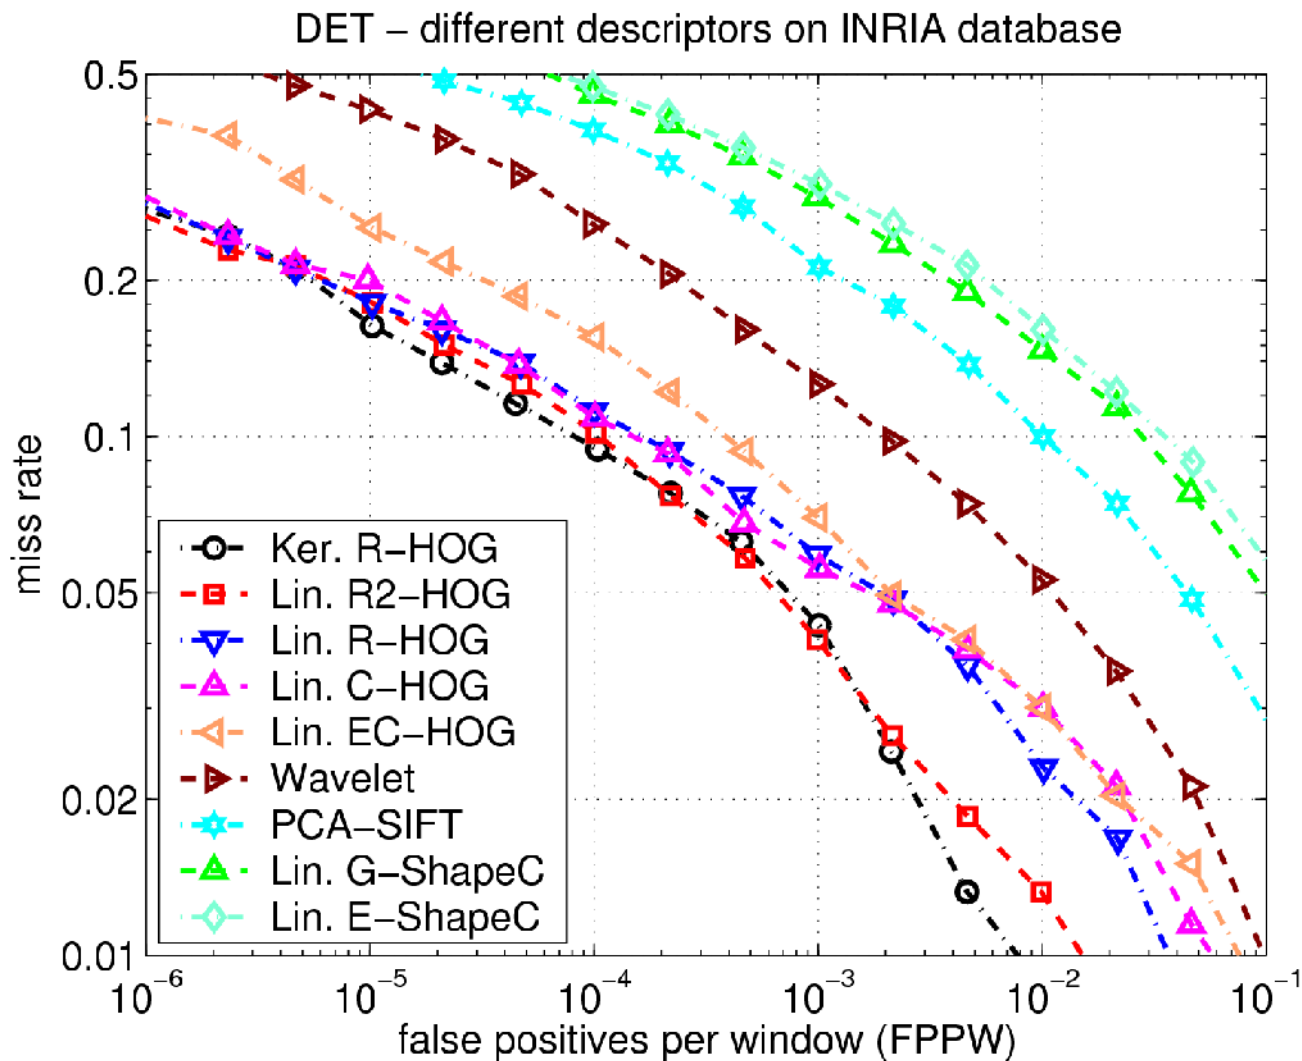 DET − different descriptors on INRIA database
miss rate
0.5
0.2
0.1
0.05
0.02
0.01
Ker. R−HOG
Lin. R2−HOG
Lin. R−HOG
Lin. C−HOG
Lin. EC−HOG
Wavelet
PCA−SIFT
Lin. G−ShapeC
Lin. E−ShapeC
10⁻⁶ 10⁻⁵ 10⁻⁴ 10⁻³ 10⁻² 10⁻¹
false positives per window (FPPW)